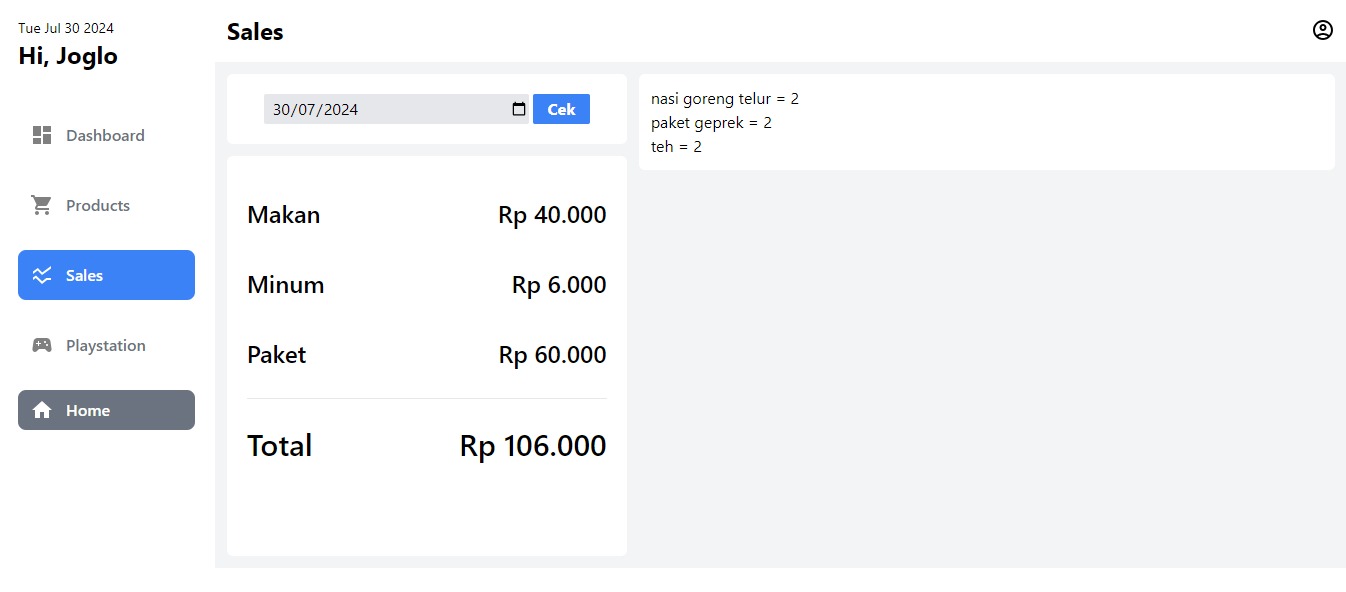 Tue Jul 30 2024
Hi, Joglo
Dashboard
Products
Sales
Playstation
Home
Sales
30/07/2024 Cek
Makan Rp 40.000
Minum Rp 6.000
Paket Rp 60.000
Total Rp 106.000
nasi goreng telur = 2
paket geprek = 2
teh = 2